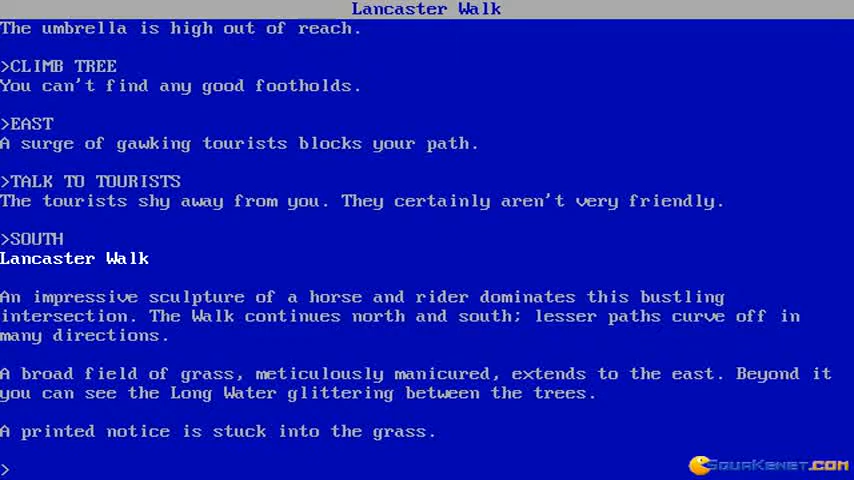 Lancaster Walk
The umbrella is high out of reach.
>CLIMB TREE
You can't find any good footholds.
>EAST
A surge of gawking tourists blocks your path.
>TALK TO TOURISTS
The tourists shy away from you. They certainly aren't very friendly.
>SOUTH
Lancaster Walk
An impressive sculpture of a horse and rider dominates this bustling
intersection. The Walk continues north and south; lesser paths curve off in
many directions.
A broad field of grass, meticulously manicured, extends to the east. Beyond it
you can see the Long Water glittering between the trees.
A printed notice is stuck into the grass.
>
SquaKenet.com